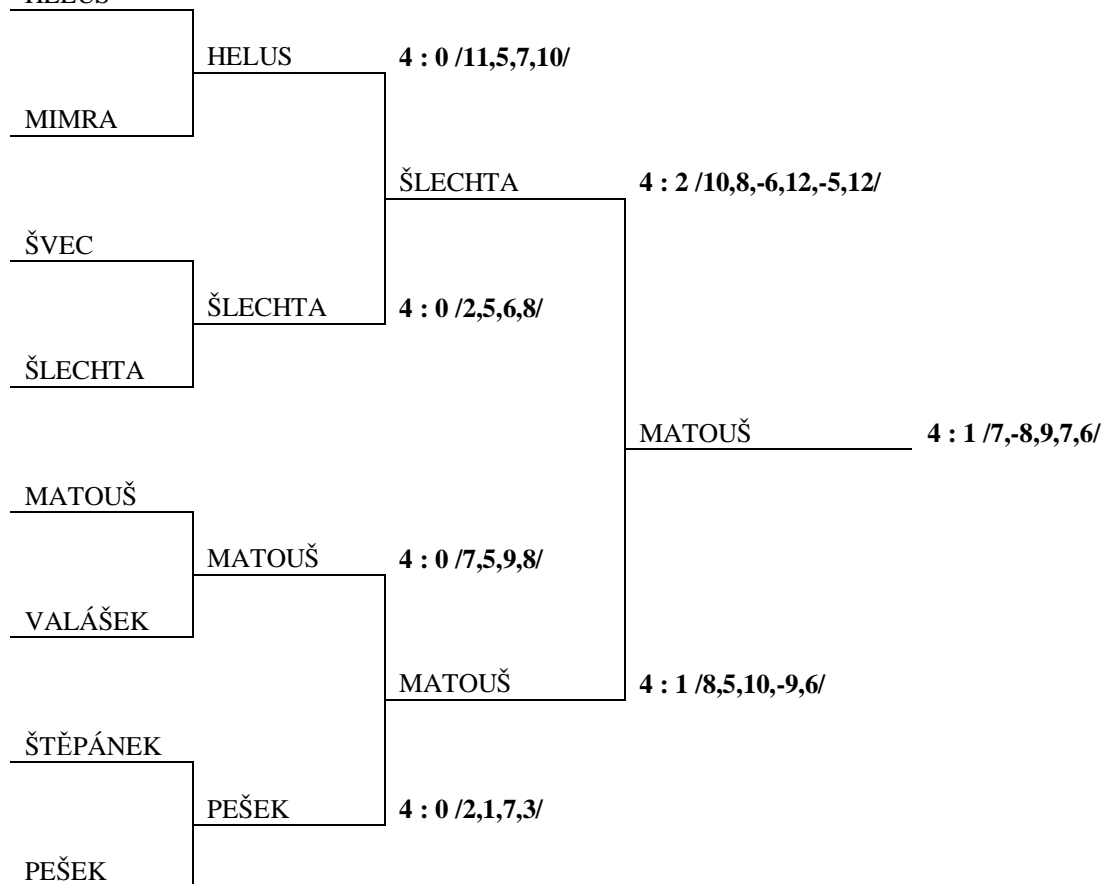 HELUS 4 : 0 /11,5,7,10/
MIMRA
ŠLECHTA 4 : 2 /10,8,-6,12,-5,12/
ŠVEC
ŠLECHTA 4 : 0 /2,5,6,8/
ŠLECHTA
MATOUŠ 4 : 1 /7,-8,9,7,6/
MATOUŠ
MATOUŠ 4 : 0 /7,5,9,8/
VALÁŠEK
MATOUŠ 4 : 1 /8,5,10,-9,6/
ŠTĚPÁNEK
PEŠEK 4 : 0 /2,1,7,3/
PEŠEK